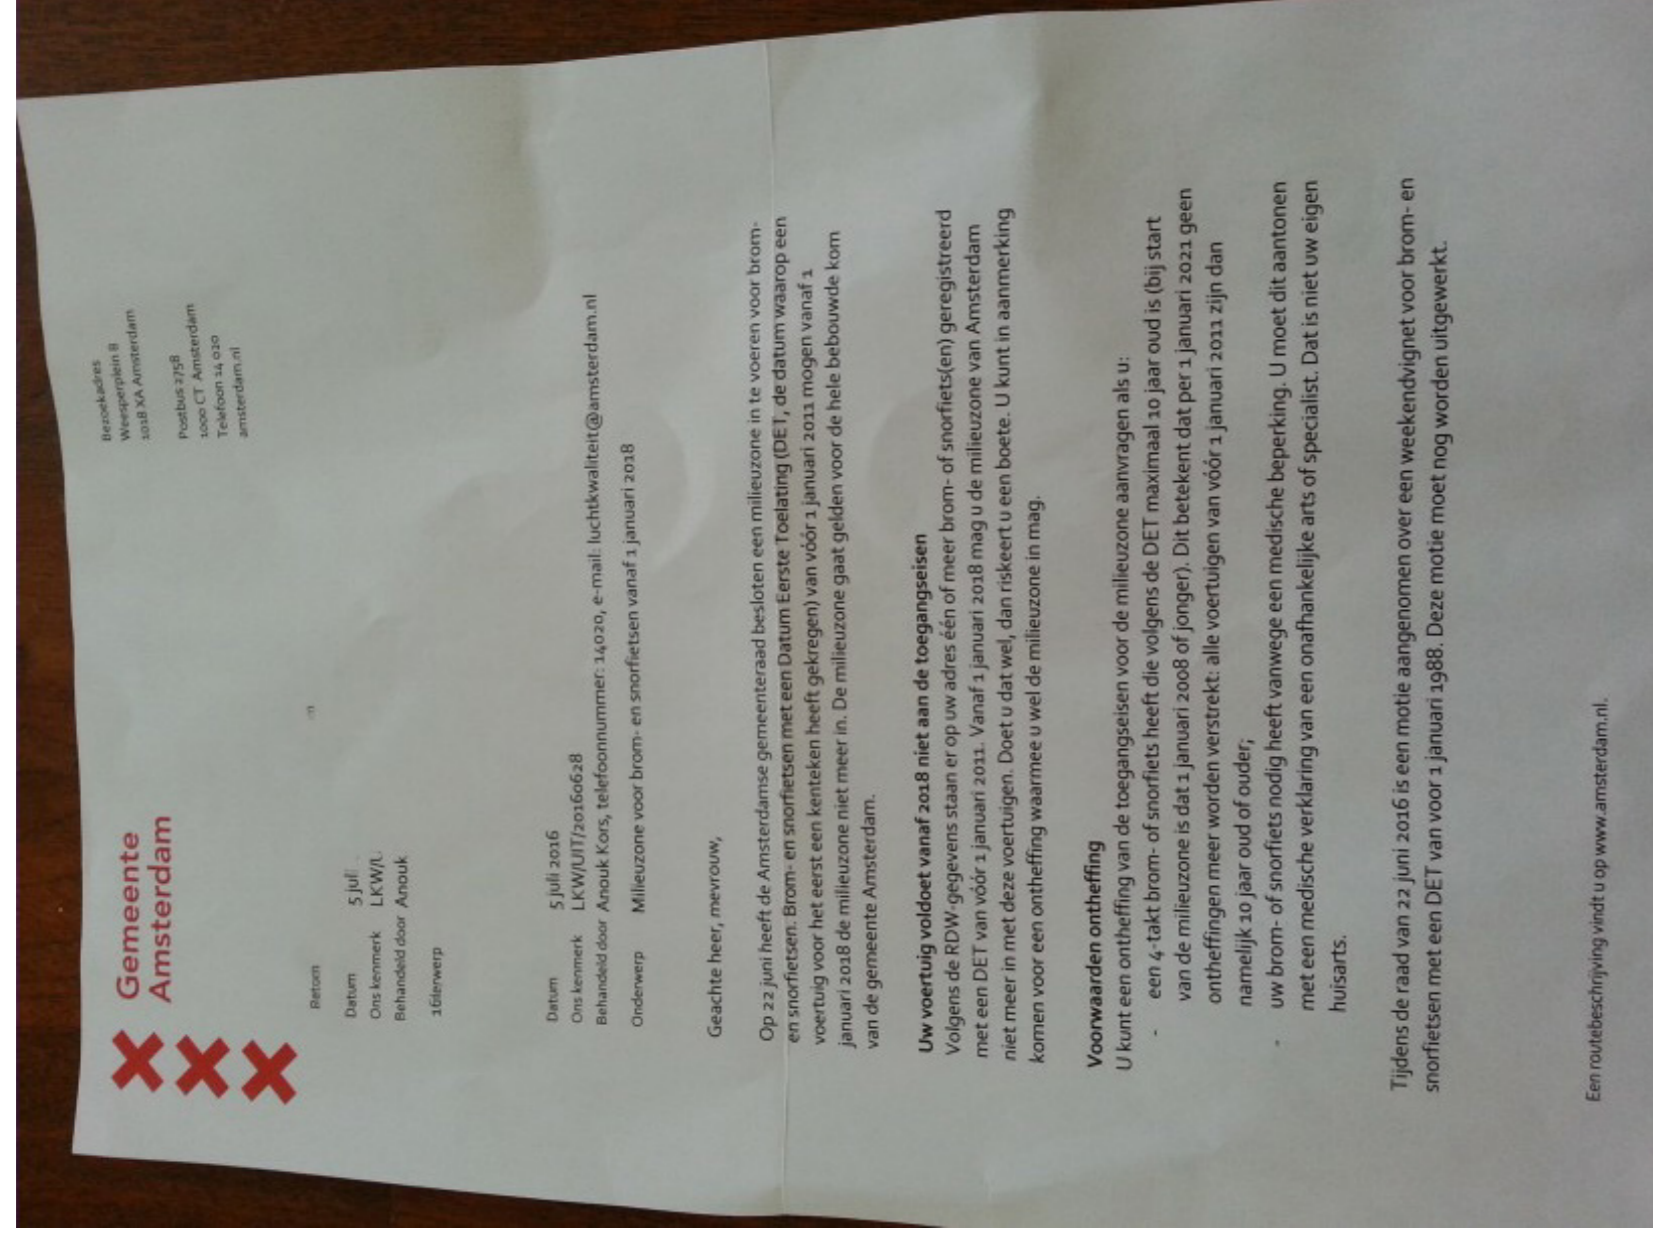 Gemeente
Amsterdam
Bezoekadres
Weesperplein 8
1018 XA Amsterdam
Postbus 2758
1000 CT Amsterdam
Telefoon 14 020
amsterdam.nl
Retom
Datum 5 juli
Ons kenmerk LKW/U
Behandeld door Anouk
Datum 5 juli 2016
Ons kenmerk LKW/UIT/20160628
Behandeld door Anouk Kors, telefoonnummer: 14020, e-mail: luchtkwaliteit@amsterdam.nl
Onderwerp Milieuzone voor brom- en snorfietsen vanaf 1 januari 2018
Geachte heer, mevrouw,
Op 22 juni heeft de Amsterdamse gemeenteraad besloten een milieuzone in te voeren voor brom-
en snorfietsen. Brom- en snorfietsen met een Datum Eerste Toelating (DET, de datum waarop een
voertuig voor het eerst een kenteken heeft gekregen) van vóór 1 januari 2011 mogen vanaf 1
januari 2018 de milieuzone niet meer in. De milieuzone gaat gelden voor de hele bebouwde kom
van de gemeente Amsterdam.
Uw voertuig voldoet vanaf 2018 niet aan de toegangseisen
Volgens de RDW-gegevens staan er op uw adres één of meer brom- of snorfiets(en) geregistreerd
met een DET van vóór 1 januari 2011. Vanaf 1 januari 2018 mag u de milieuzone van Amsterdam
niet meer in met deze voertuigen. Doet u dat wel, dan riskeert u een boete. U kunt in aanmerking
komen voor een ontheffing waarmee u wel de milieuzone in mag.
Voorwaarden ontheffing
U kunt een ontheffing van de toegangseisen voor de milieuzone aanvragen als u:
- een 4-takt brom- of snorfiets heeft die volgens de DET maximaal 10 jaar oud is (bij start
van de milieuzone is dat 1 januari 2008 of jonger). Dit betekent dat per 1 januari 2021 geen
ontheffingen meer worden verstrekt: alle voertuigen van vóór 1 januari 2011 zijn dan
namelijk 10 jaar oud of ouder;
- uw brom- of snorfiets nodig heeft vanwege een medische beperking. U moet dit aantonen
met een medische verklaring van een onafhankelijke arts of specialist. Dat is niet uw eigen
huisarts.
Tijdens de raad van 22 juni 2016 is een motie aangenomen over een weekendvignet voor brom- en
snorfietsen met een DET van voor 1 januari 1988. Deze motie moet nog worden uitgewerkt.
Een routebeschrijving vindt u op www.amsterdam.nl.